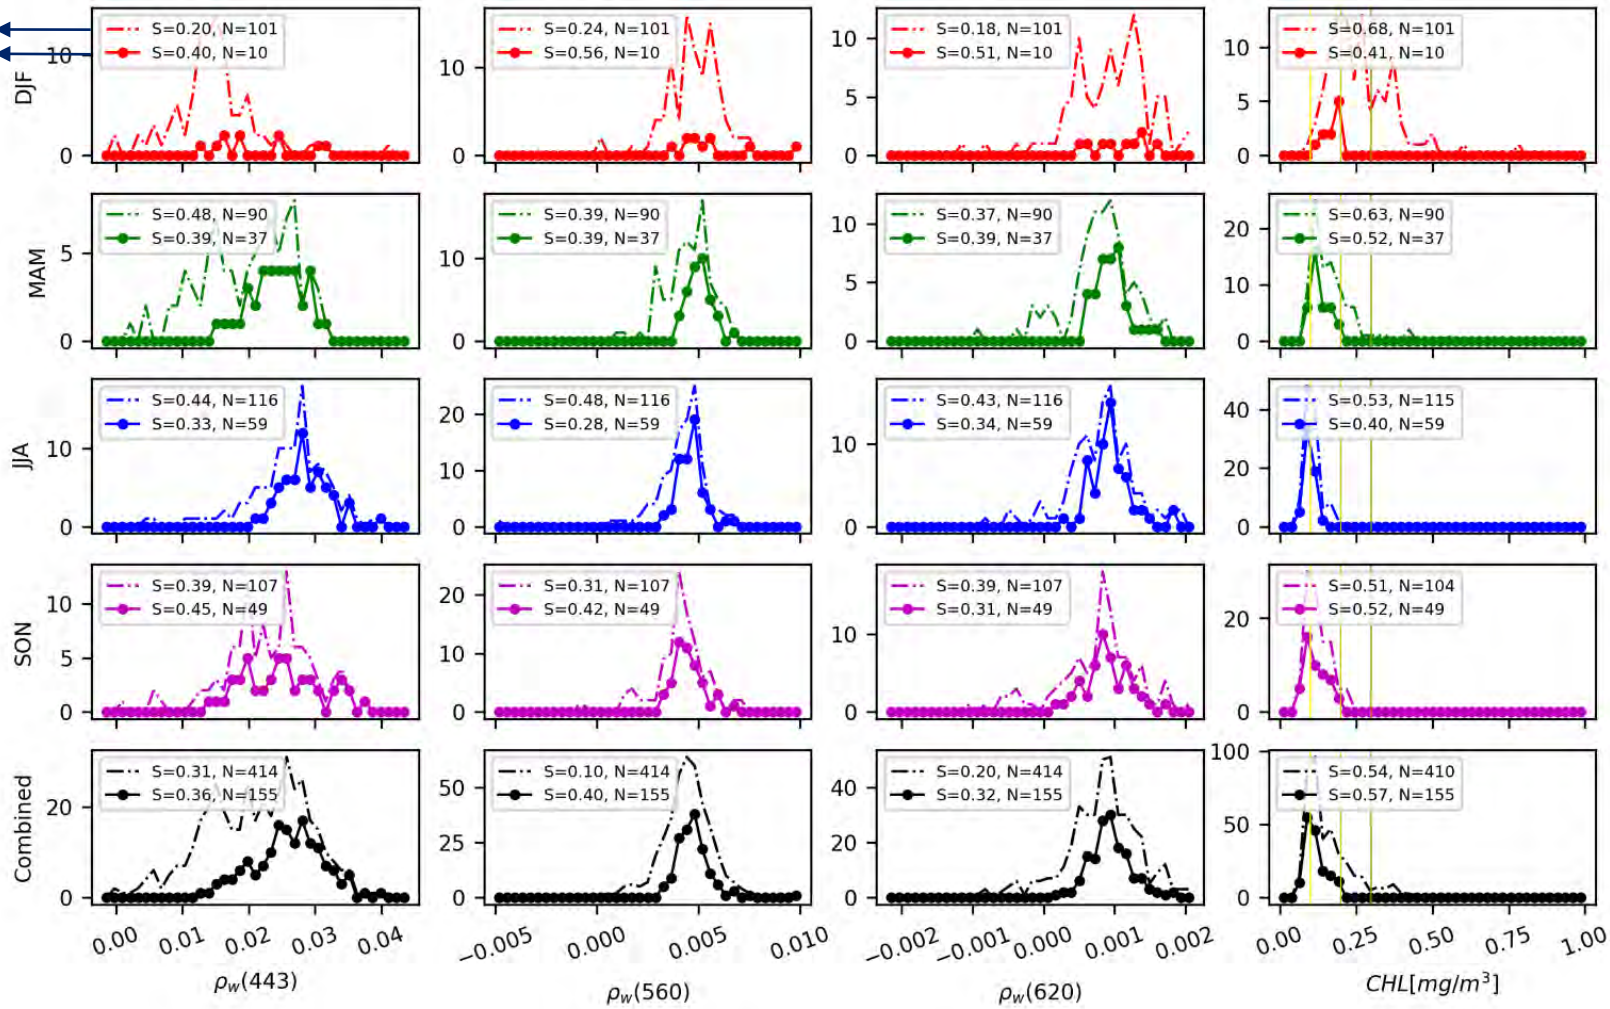 S=0.20, N=101
S=0.40, N=10
S=0.24, N=101
S=0.56, N=10
S=0.18, N=101
S=0.51, N=10
S=0.68, N=101
S=0.41, N=10
DJF
10
0
10
0
10
5
0
10
5
0
S=0.48, N=90
S=0.39, N=37
S=0.39, N=90
S=0.39, N=37
S=0.37, N=90
S=0.39, N=37
S=0.63, N=90
S=0.52, N=37
MAM
5
0
10
0
10
5
0
20
10
0
S=0.44, N=116
S=0.33, N=59
S=0.48, N=116
S=0.28, N=59
S=0.43, N=116
S=0.34, N=59
S=0.53, N=115
S=0.40, N=59
JJA
10
0
20
10
0
10
0
40
20
0
S=0.39, N=107
S=0.45, N=49
S=0.31, N=107
S=0.42, N=49
S=0.39, N=107
S=0.31, N=49
S=0.51, N=104
S=0.52, N=49
SON
10
5
0
20
10
0
10
0
20
0
S=0.31, N=414
S=0.36, N=155
S=0.10, N=414
S=0.40, N=155
S=0.20, N=414
S=0.32, N=155
S=0.54, N=410
S=0.57, N=155
Combined
20
0
50
25
0
40
20
0
100
50
0
0.00 0.01 0.02 0.03 0.04
−0.005 0.000 0.005 0.010
−0.002 −0.001 0.000 0.001 0.002
0.00 0.25 0.50 0.75 1.00
ρw(443)
ρw(560)
ρw(620)
CHL[mg/m³]